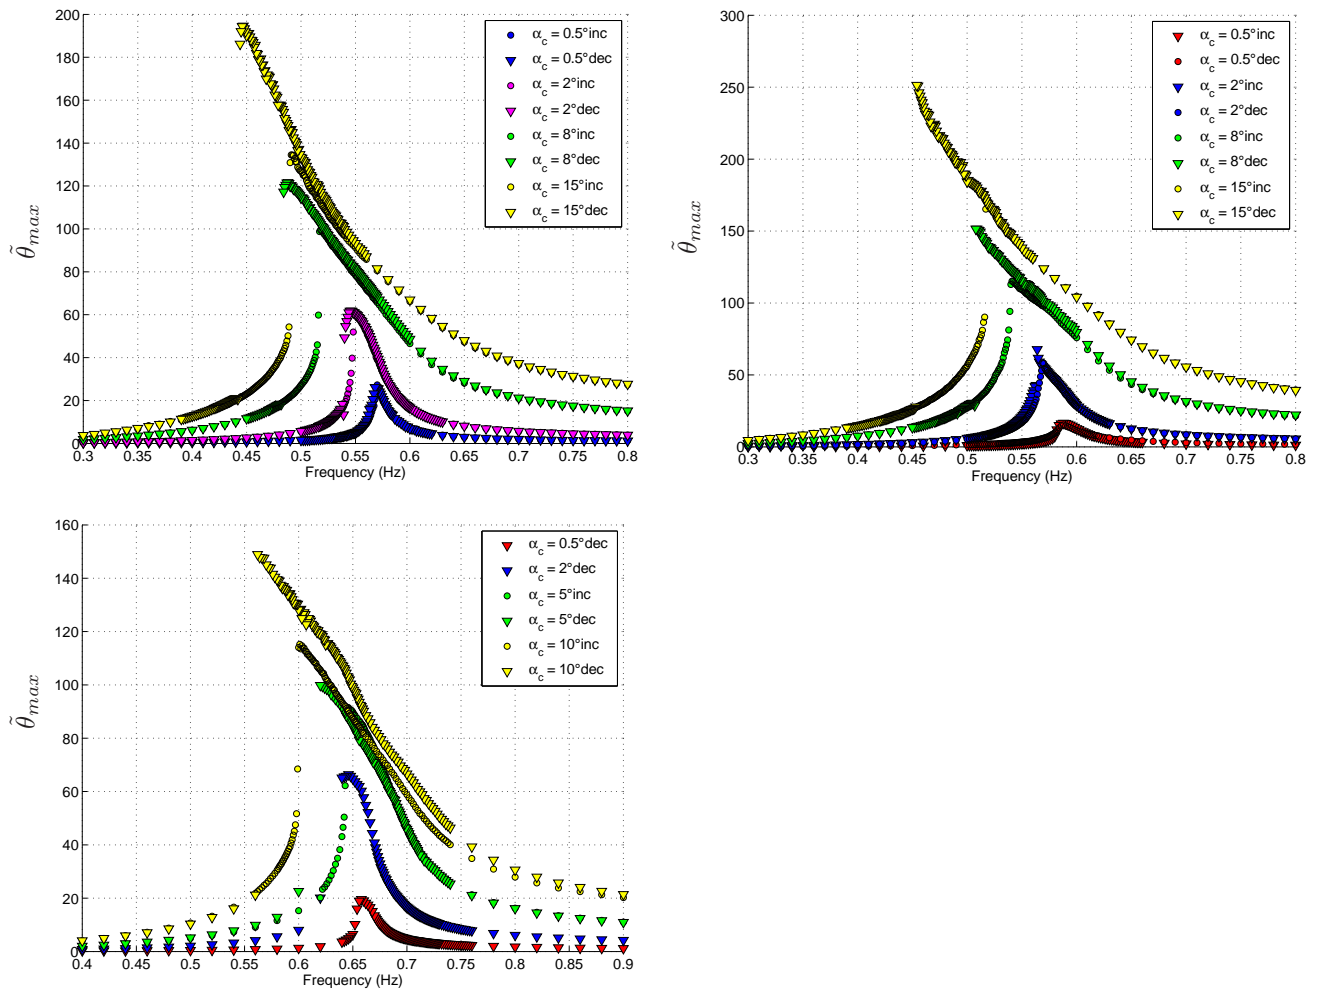 200
180
160
140
120
100
80
60
40
20
0
θ̃max
0.3 0.35 0.4 0.45 0.5 0.55 0.6 0.65 0.7 0.75 0.8
Frequency (Hz)
αc = 0.5°inc
αc = 0.5°dec
αc = 2°inc
αc = 2°dec
αc = 8°inc
αc = 8°dec
αc = 15°inc
αc = 15°dec
300
250
200
150
100
50
0
θ̃max
0.3 0.35 0.4 0.45 0.5 0.55 0.6 0.65 0.7 0.75 0.8
Frequency (Hz)
αc = 0.5°inc
αc = 0.5°dec
αc = 2°inc
αc = 2°dec
αc = 8°inc
αc = 8°dec
αc = 15°inc
αc = 15°dec
160
140
120
100
80
60
40
20
0
θ̃max
0.4 0.45 0.5 0.55 0.6 0.65 0.7 0.75 0.8 0.85 0.9
Frequency (Hz)
αc = 0.5°dec
αc = 2°dec
αc = 5°inc
αc = 5°dec
αc = 10°inc
αc = 10°dec